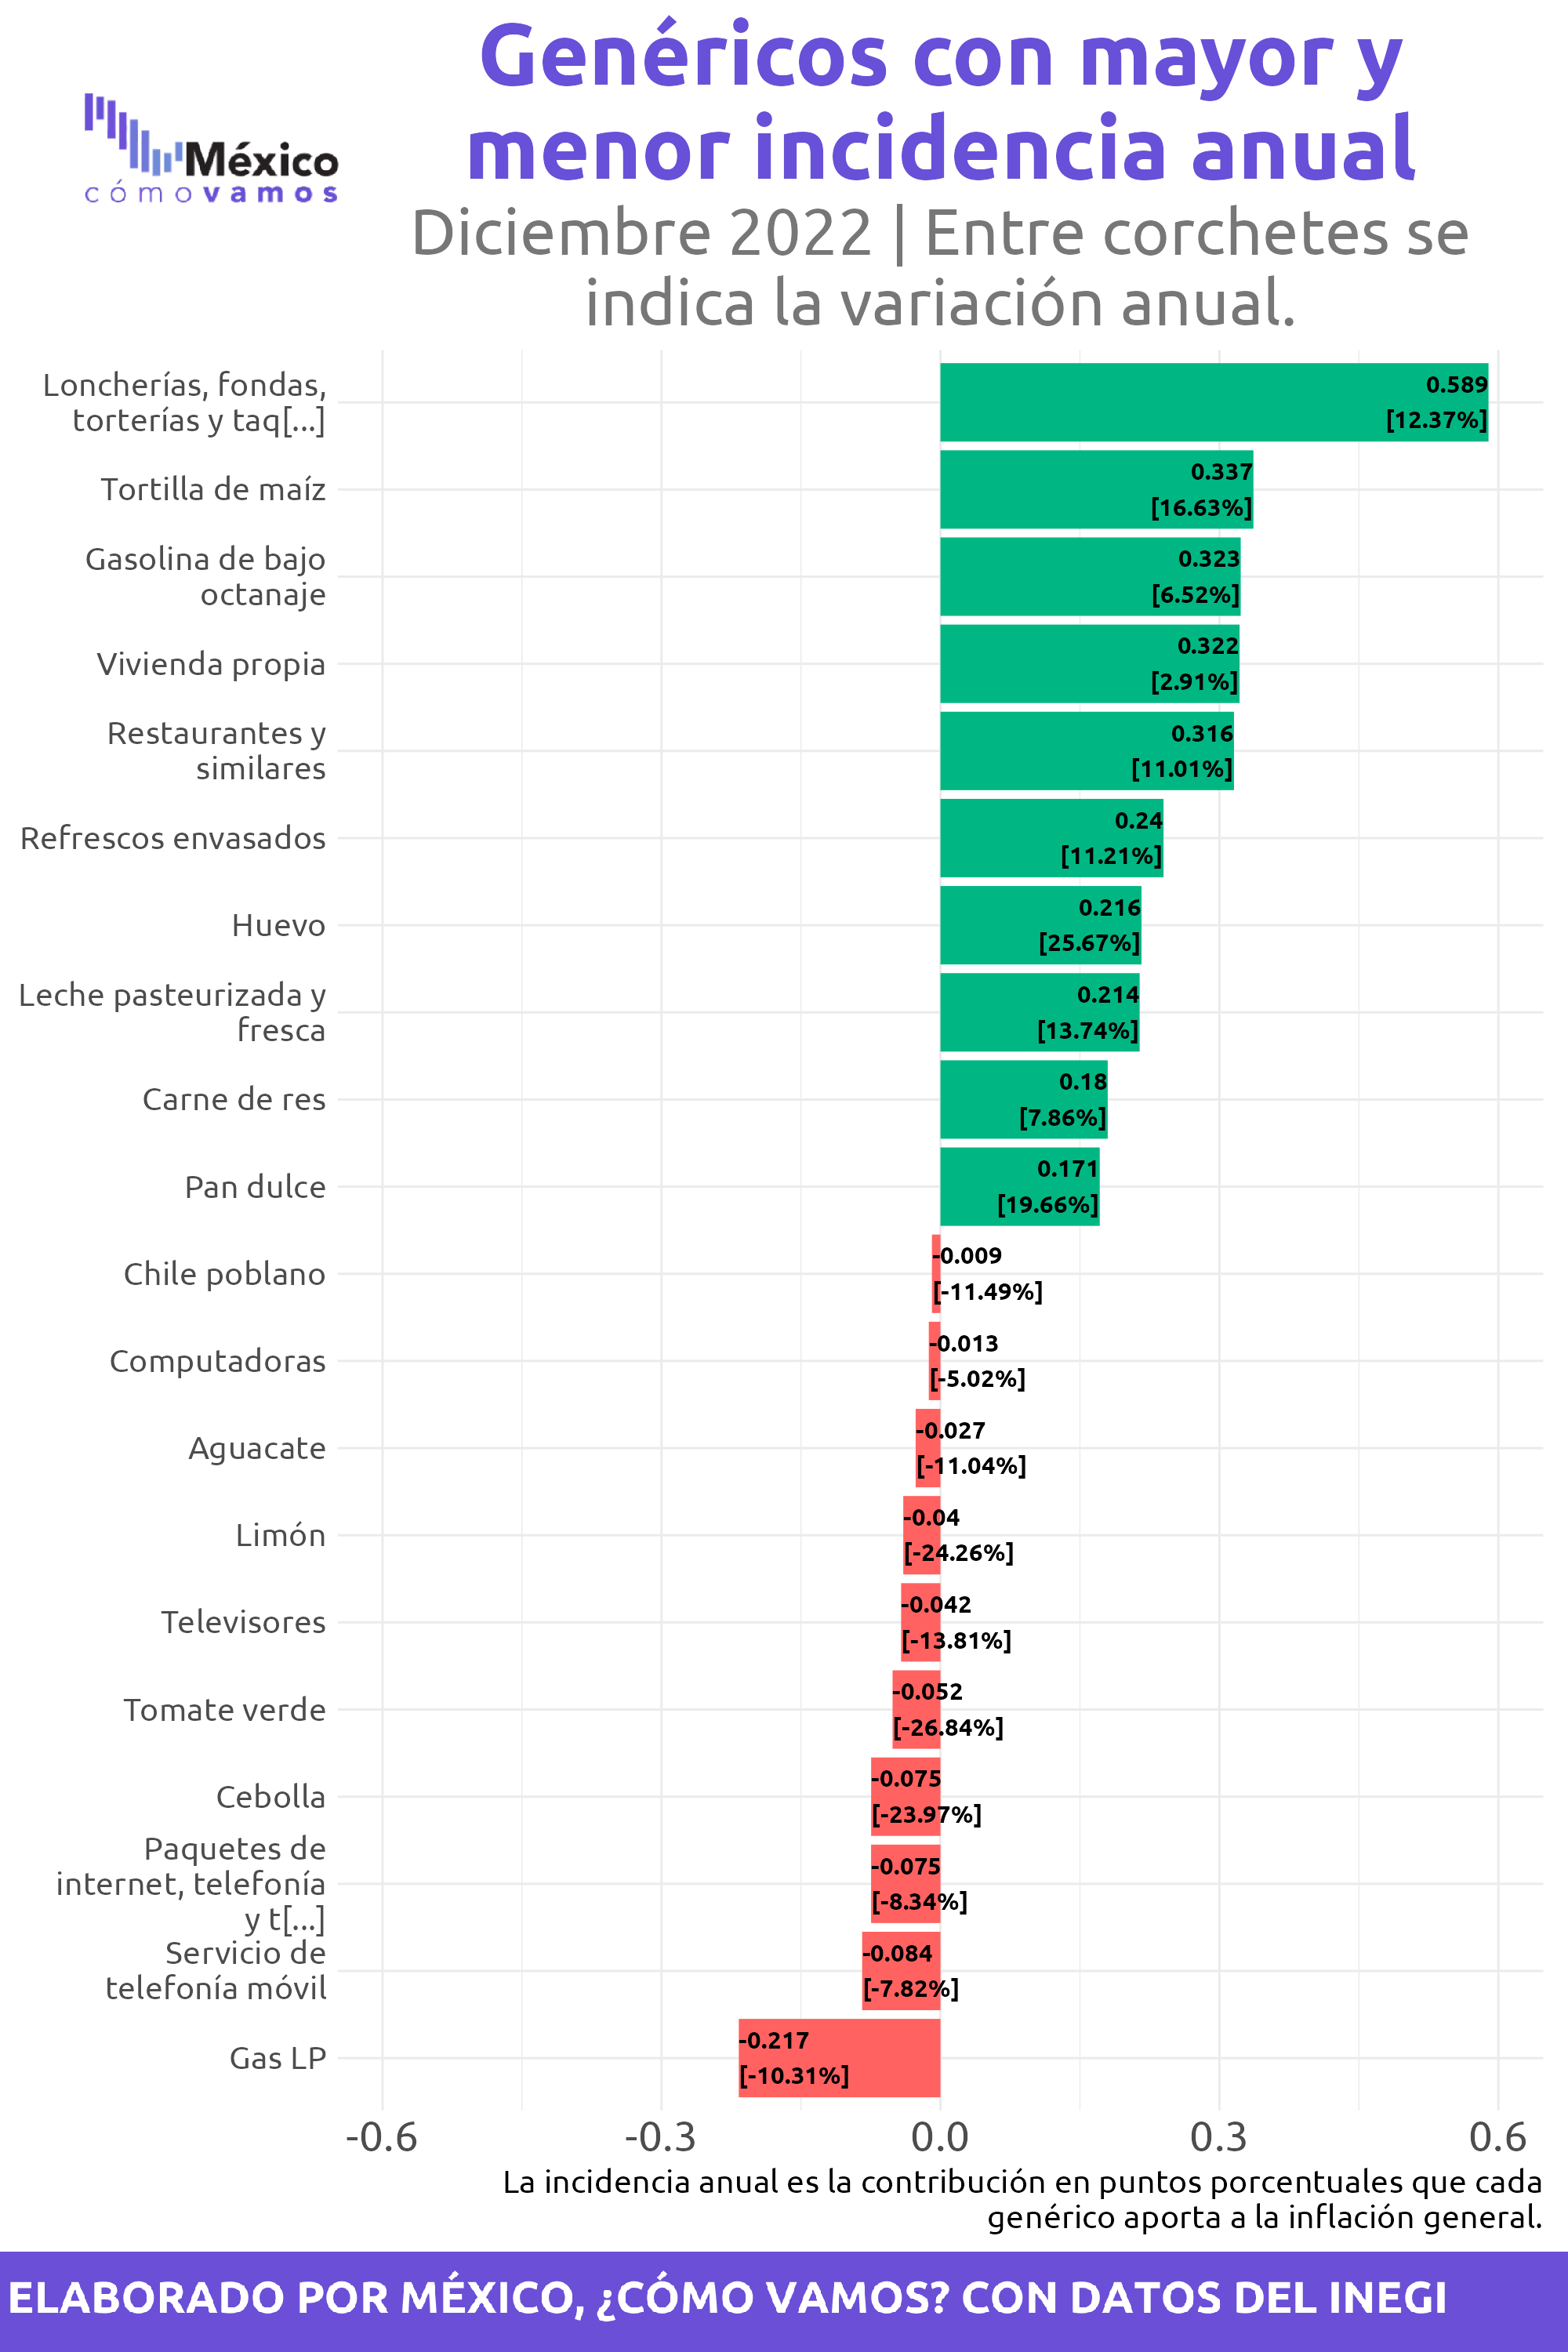 Genéricos con mayor y
menor incidencia anual
México
cómo vamos
Diciembre 2022 | Entre corchetes se
indica la variación anual.
Loncherías, fondas,
torterías y taq[...]
0.589
[12.37%]
Tortilla de maíz
0.337
[16.63%]
Gasolina de bajo
octanaje
0.323
[6.52%]
Vivienda propia
0.322
[2.91%]
Restaurantes y
similares
0.316
[11.01%]
Refrescos envasados
0.24
[11.21%]
Huevo
0.216
[25.67%]
Leche pasteurizada y
fresca
0.214
[13.74%]
Carne de res
0.18
[7.86%]
Pan dulce
0.171
[19.66%]
Chile poblano
-0.009
[-11.49%]
Computadoras
-0.013
[-5.02%]
Aguacate
-0.027
[-11.04%]
Limón
-0.04
[-24.26%]
Televisores
-0.042
[-13.81%]
Tomate verde
-0.052
[-26.84%]
Cebolla
-0.075
[-23.97%]
Paquetes de
internet, telefonía
y t[...]
-0.075
[-8.34%]
Servicio de
telefonía móvil
-0.084
[-7.82%]
Gas LP
-0.217
[-10.31%]
-0.6 -0.3 0.0 0.3 0.6
La incidencia anual es la contribución en puntos porcentuales que cada
genérico aporta a la inflación general.
ELABORADO POR MÉXICO, ¿CÓMO VAMOS? CON DATOS DEL INEGI